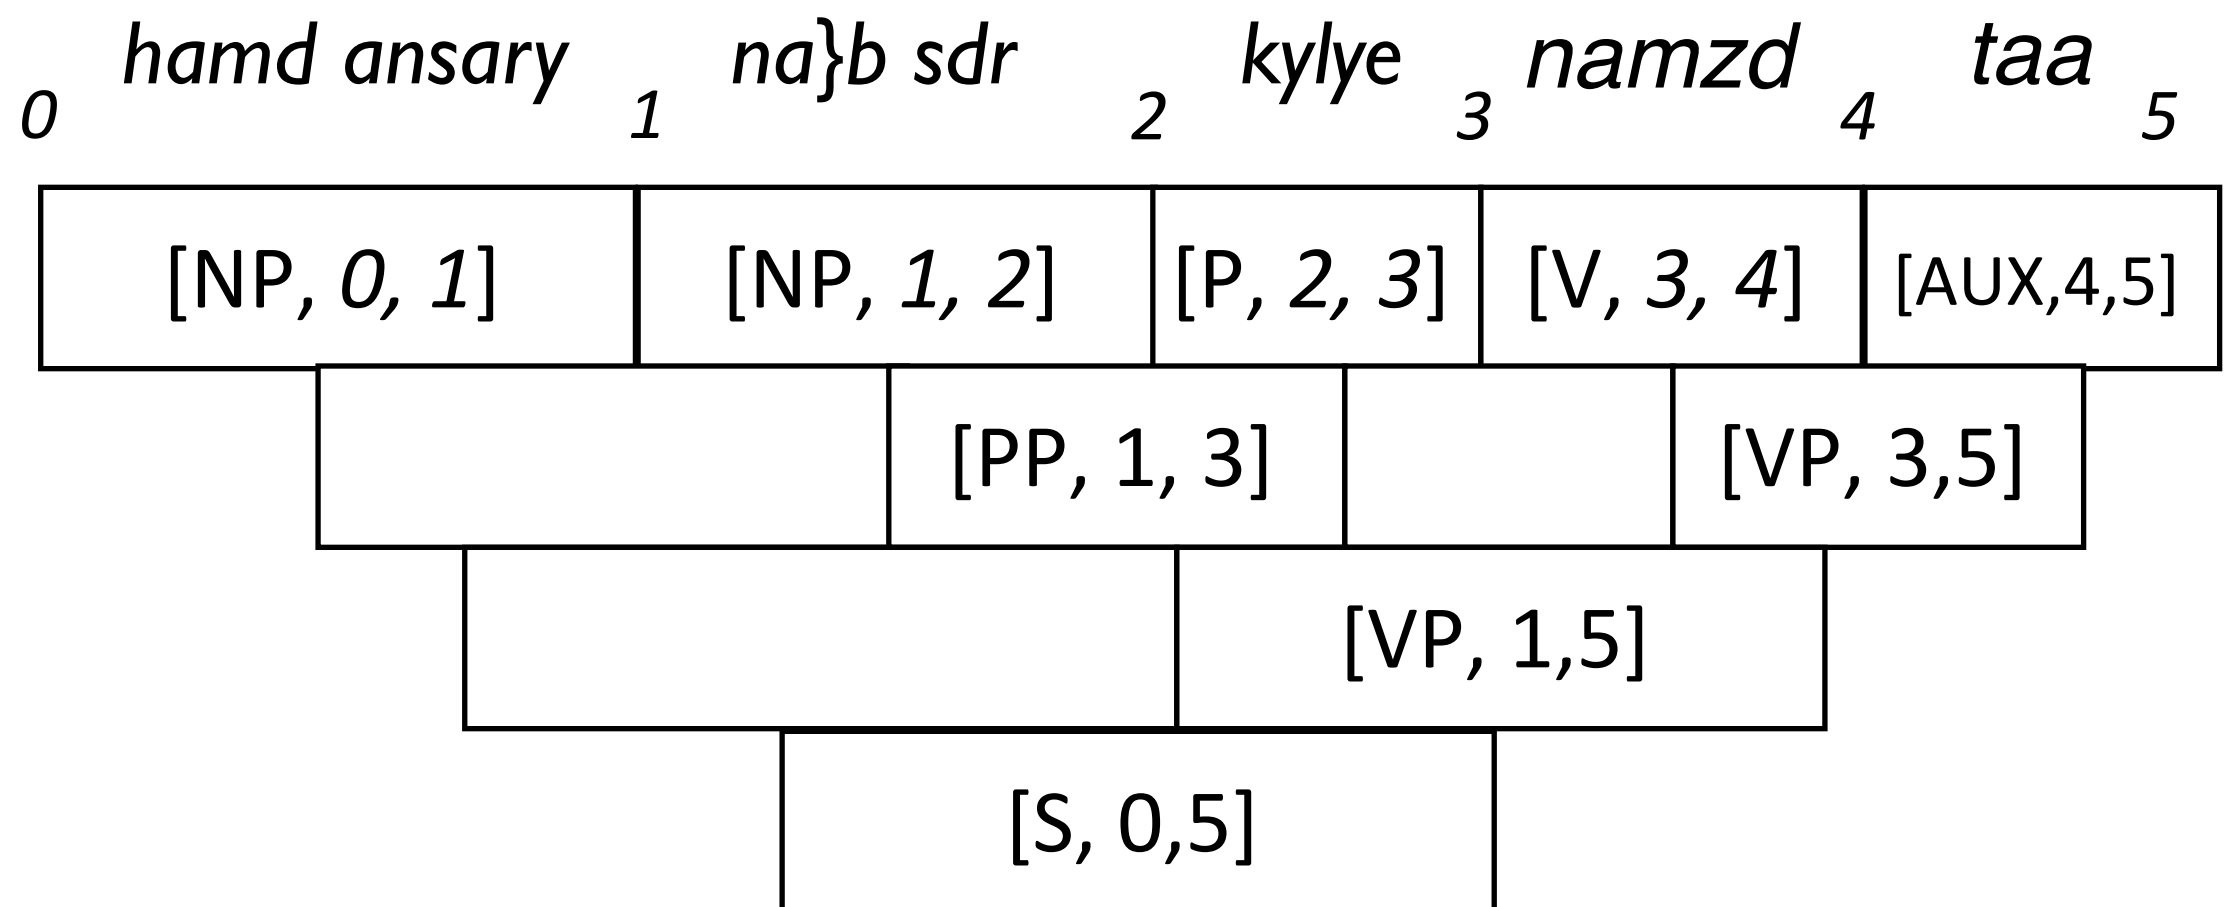 hamd ansary na}b sdr kylye namzd taa
0 1 2 3 4 5
[NP, 0, 1] [NP, 1, 2] [P, 2, 3] [V, 3, 4] [AUX,4,5]
[PP, 1, 3] [VP, 3,5]
[VP, 1,5]
[S, 0,5]